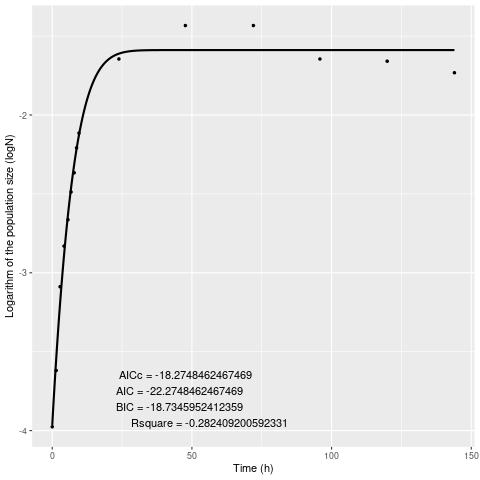 Logarithm of the population size (logN)
-2
-3
-4
AICc = -18.2748462467469
AIC = -22.2748462467469
BIC = -18.7345952412359
Rsquare = -0.282409200592331
0
50
100
150
Time (h)